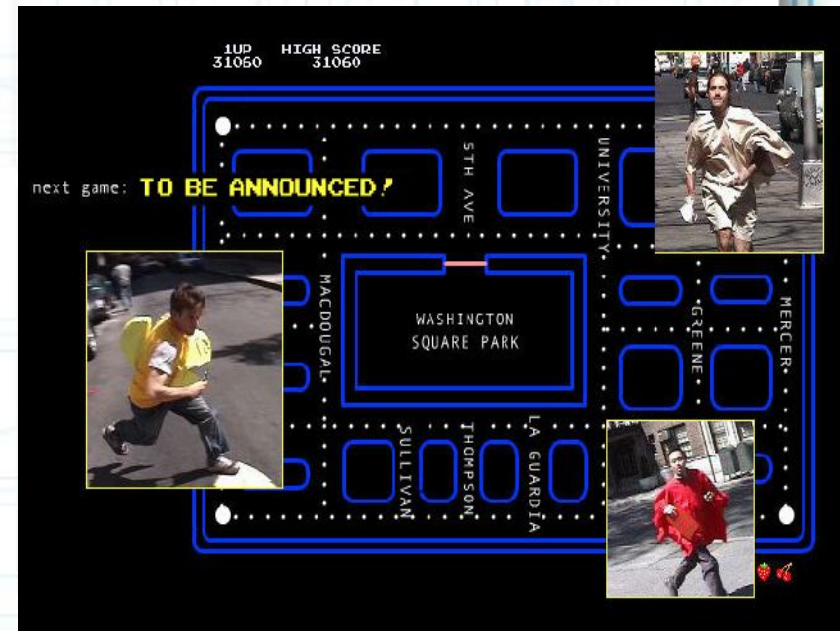 1UP HIGH SCORE
31060 31060
next game: TO BE ANNOUNCED!
5TH AVE
UNIVERSITY
MACDOUGAL
WASHINGTON
SQUARE PARK
GREENE
MERCER
SULLIVAN
THOMPSON
LA GUARDIA